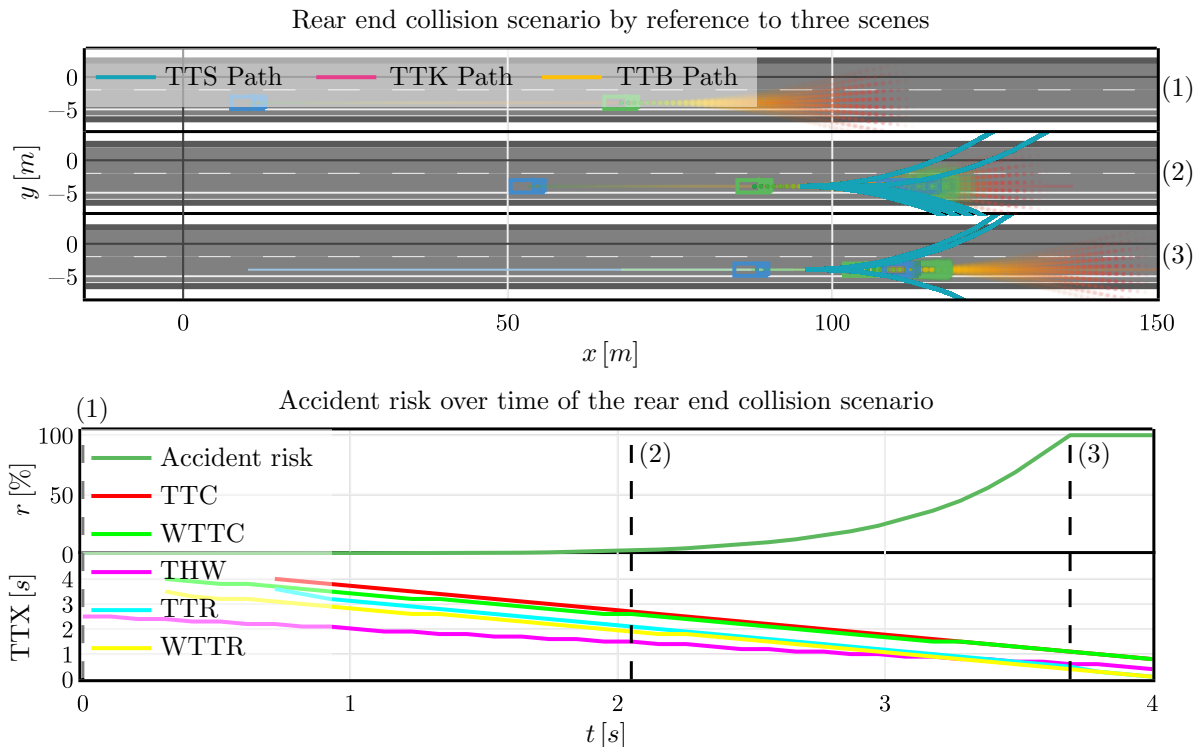 Rear end collision scenario by reference to three scenes
TTS Path TTK Path TTB Path
0
−5
(1)
y [m]
0
−5
(2)
0
−5
(3)
0 50 100 150
x [m]
(1)
Accident risk over time of the rear end collision scenario
r [%]
100
50
0
Accident risk
TTC
WTTC
(2)
(3)
TTX [s]
4
3
2
1
0
THW
TTR
WTTR
0 1 2 3 4
t [s]